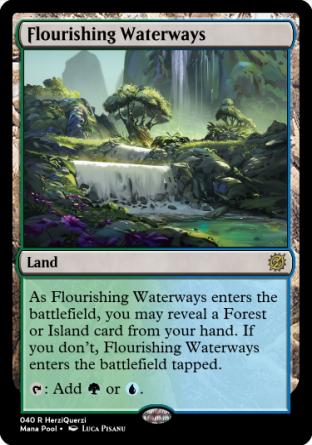 Flourishing Waterways
Land
As Flourishing Waterways enters the
battlefield, you may reveal a Forest
or Island card from your hand. If
you don't, Flourishing Waterways
enters the battlefield tapped.
: Add or .
040 R HerziQuerzi
Mana Pool • Luca Pisanu